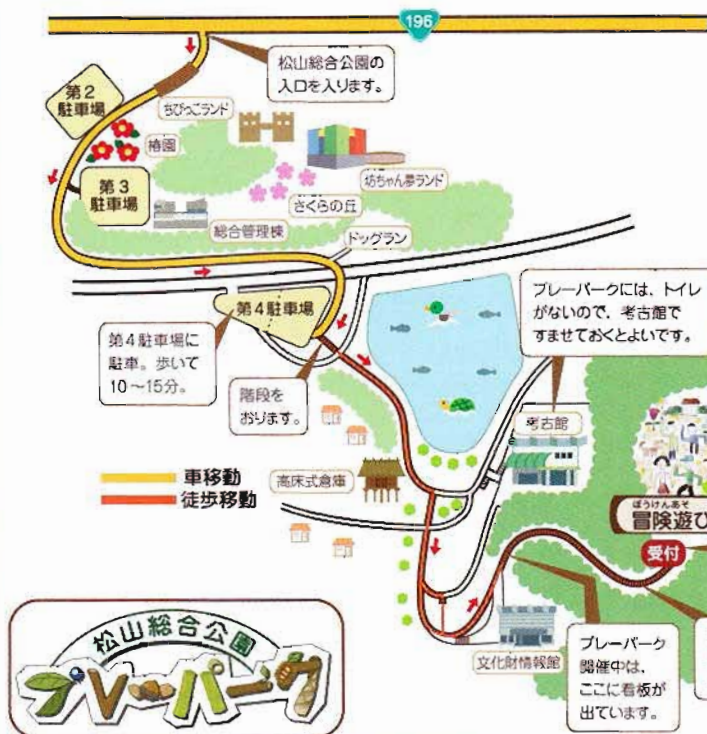 196
松山総合公園の
入口を入ります。
第2
駐車場
ちびっこランド
椿園
坊ちゃん夢ランド
第3
駐車場
さくらの丘
総合管理棟
ドッグラン
プレーパークには、トイレ
がないので、考古館で
すませておくとよいです。
第4駐車場
第4駐車場に
駐車。歩いて
10〜15分。
階段を
おります。
考古館
車移動
徒歩移動
高床式倉庫
ぼうけんあそ
冒険遊び
受付
松山総合公園
プレーパーク
文化財情報館
プレーパーク
開催中は、
ここに看板が
出ています。